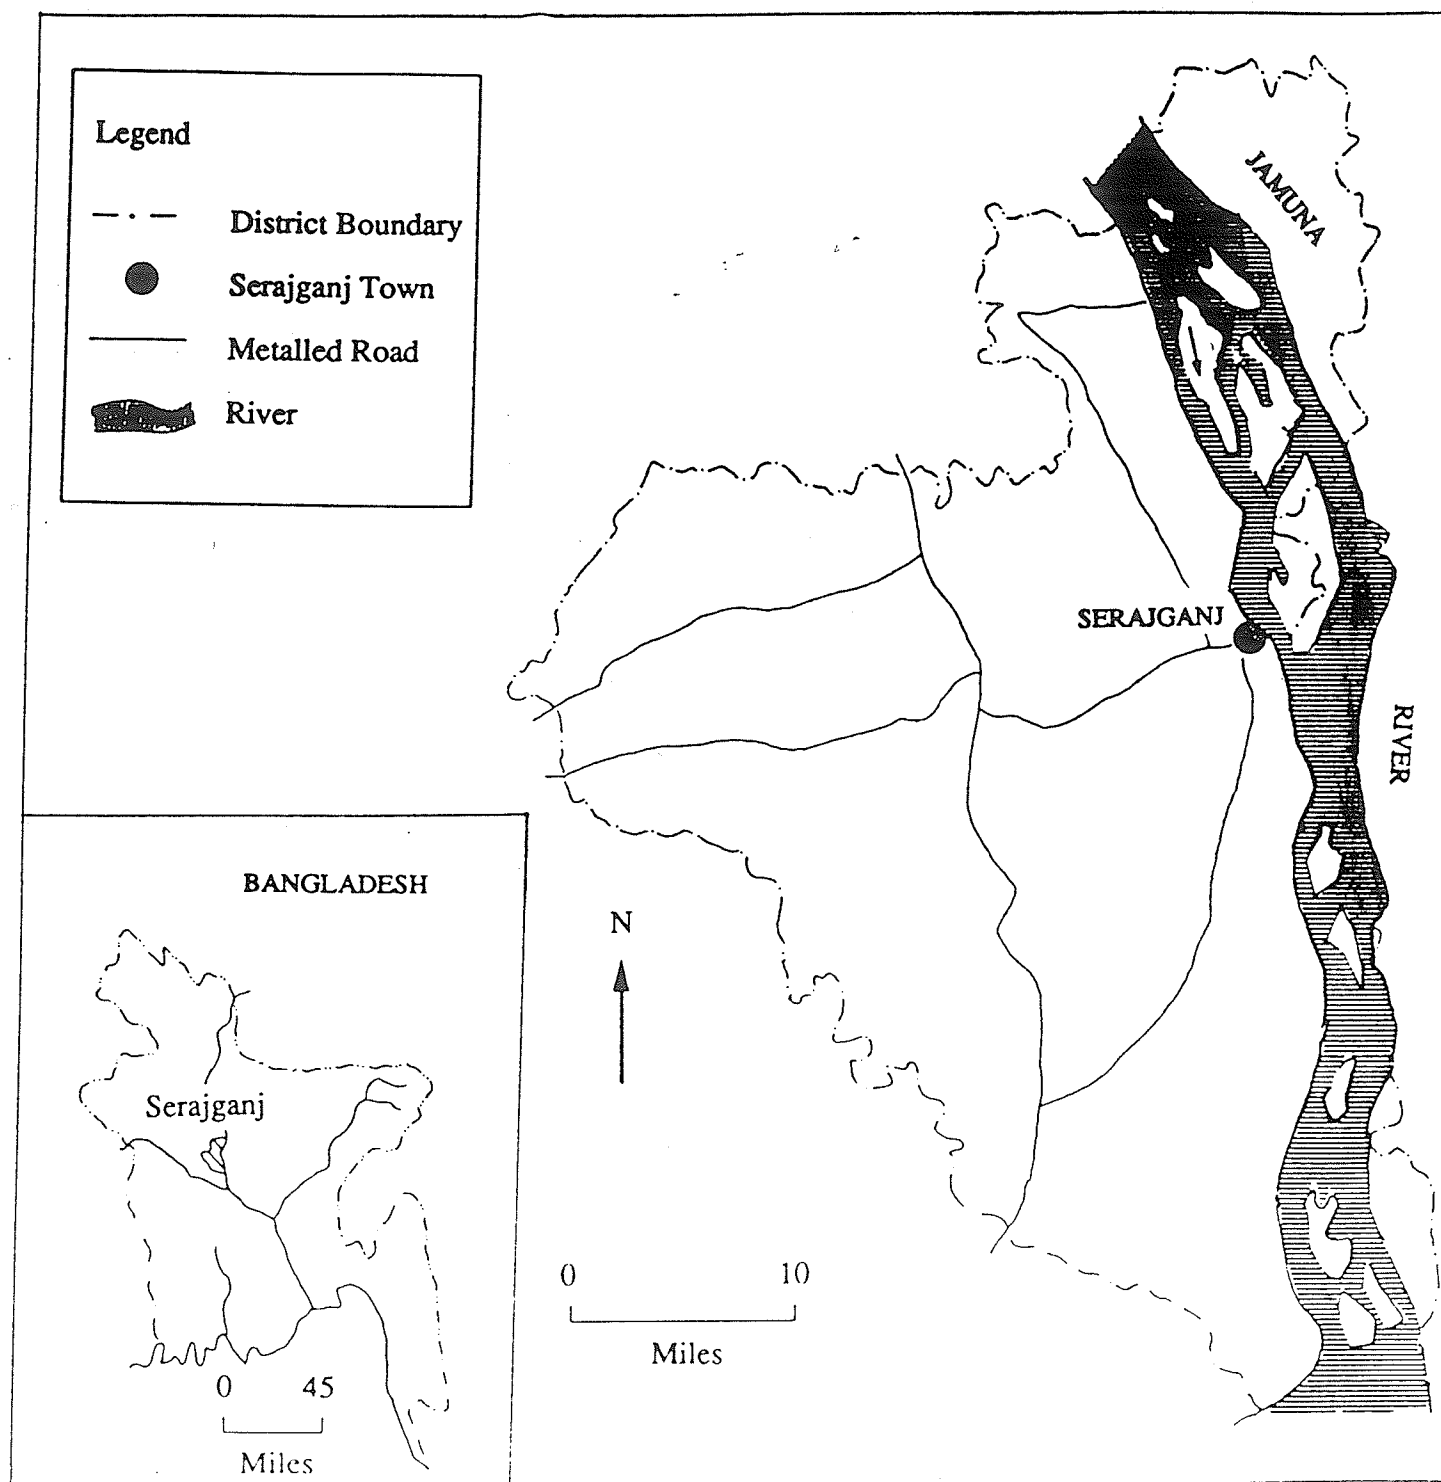 Legend
District Boundary
Serajganj Town
Metalled Road
River
JAMUNA
SERAJGANJ
RIVER
BANGLADESH
N
Serajganj
0 10
Miles
0 45
Miles